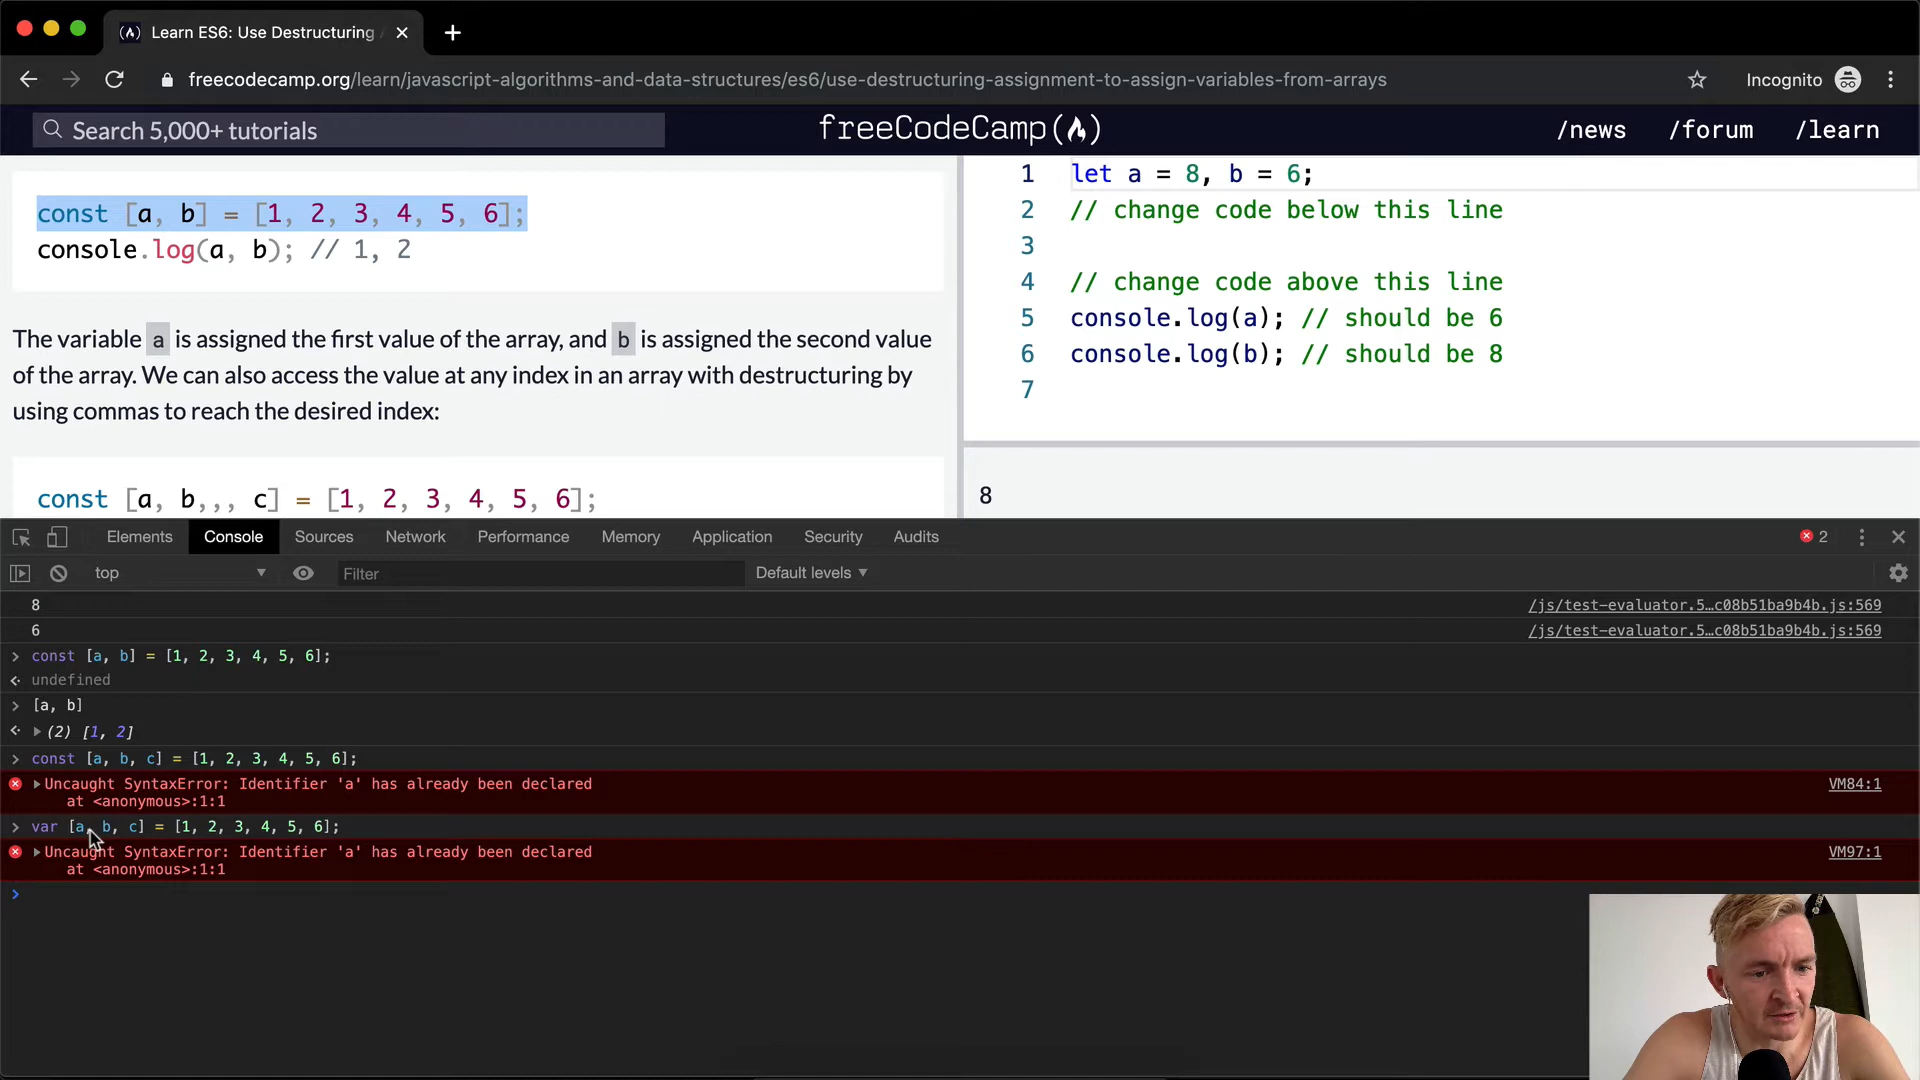 Learn ES6: Use Destructuring
freecodecamp.org/learn/javascript-algorithms-and-data-structures/es6/use-destructuring-assignment-to-assign-variables-from-arrays
Incognito
Search 5,000+ tutorials
freeCodeCamp
/news /forum /learn
const [a, b] = [1, 2, 3, 4, 5, 6];
console.log(a, b); // 1, 2
The variable a is assigned the first value of the array, and b is assigned the second value
of the array. We can also access the value at any index in an array with destructuring by
using commas to reach the desired index:
const [a, b,,, c] = [1, 2, 3, 4, 5, 6];
1 let a = 8, b = 6;
2 // change code below this line
3
4 // change code above this line
5 console.log(a); // should be 6
6 console.log(b); // should be 8
7
8
Elements Console Sources Network Performance Memory Application Security Audits 2
top Filter Default levels
8 /js/test-evaluator.5…c08b51ba9b4b.js:569
6 /js/test-evaluator.5…c08b51ba9b4b.js:569
> const [a, b] = [1, 2, 3, 4, 5, 6];
undefined
> [a, b]
(2) [1, 2]
> const [a, b, c] = [1, 2, 3, 4, 5, 6];
Uncaught SyntaxError: Identifier 'a' has already been declared VM84:1
at <anonymous>:1:1
> var [a, b, c] = [1, 2, 3, 4, 5, 6];
Uncaught SyntaxError: Identifier 'a' has already been declared VM97:1
at <anonymous>:1:1
>